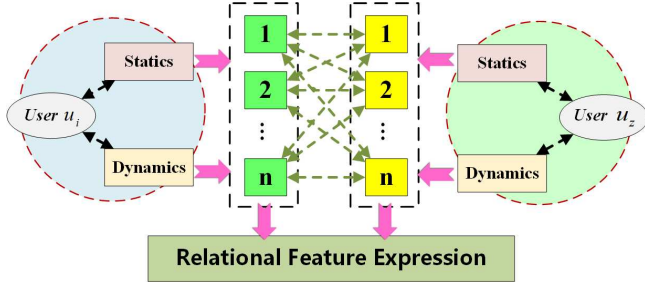 Statics
User u_i
Dynamics
1
2
⋮
n
1
2
⋮
n
Statics
User u_z
Dynamics
Relational Feature Expression